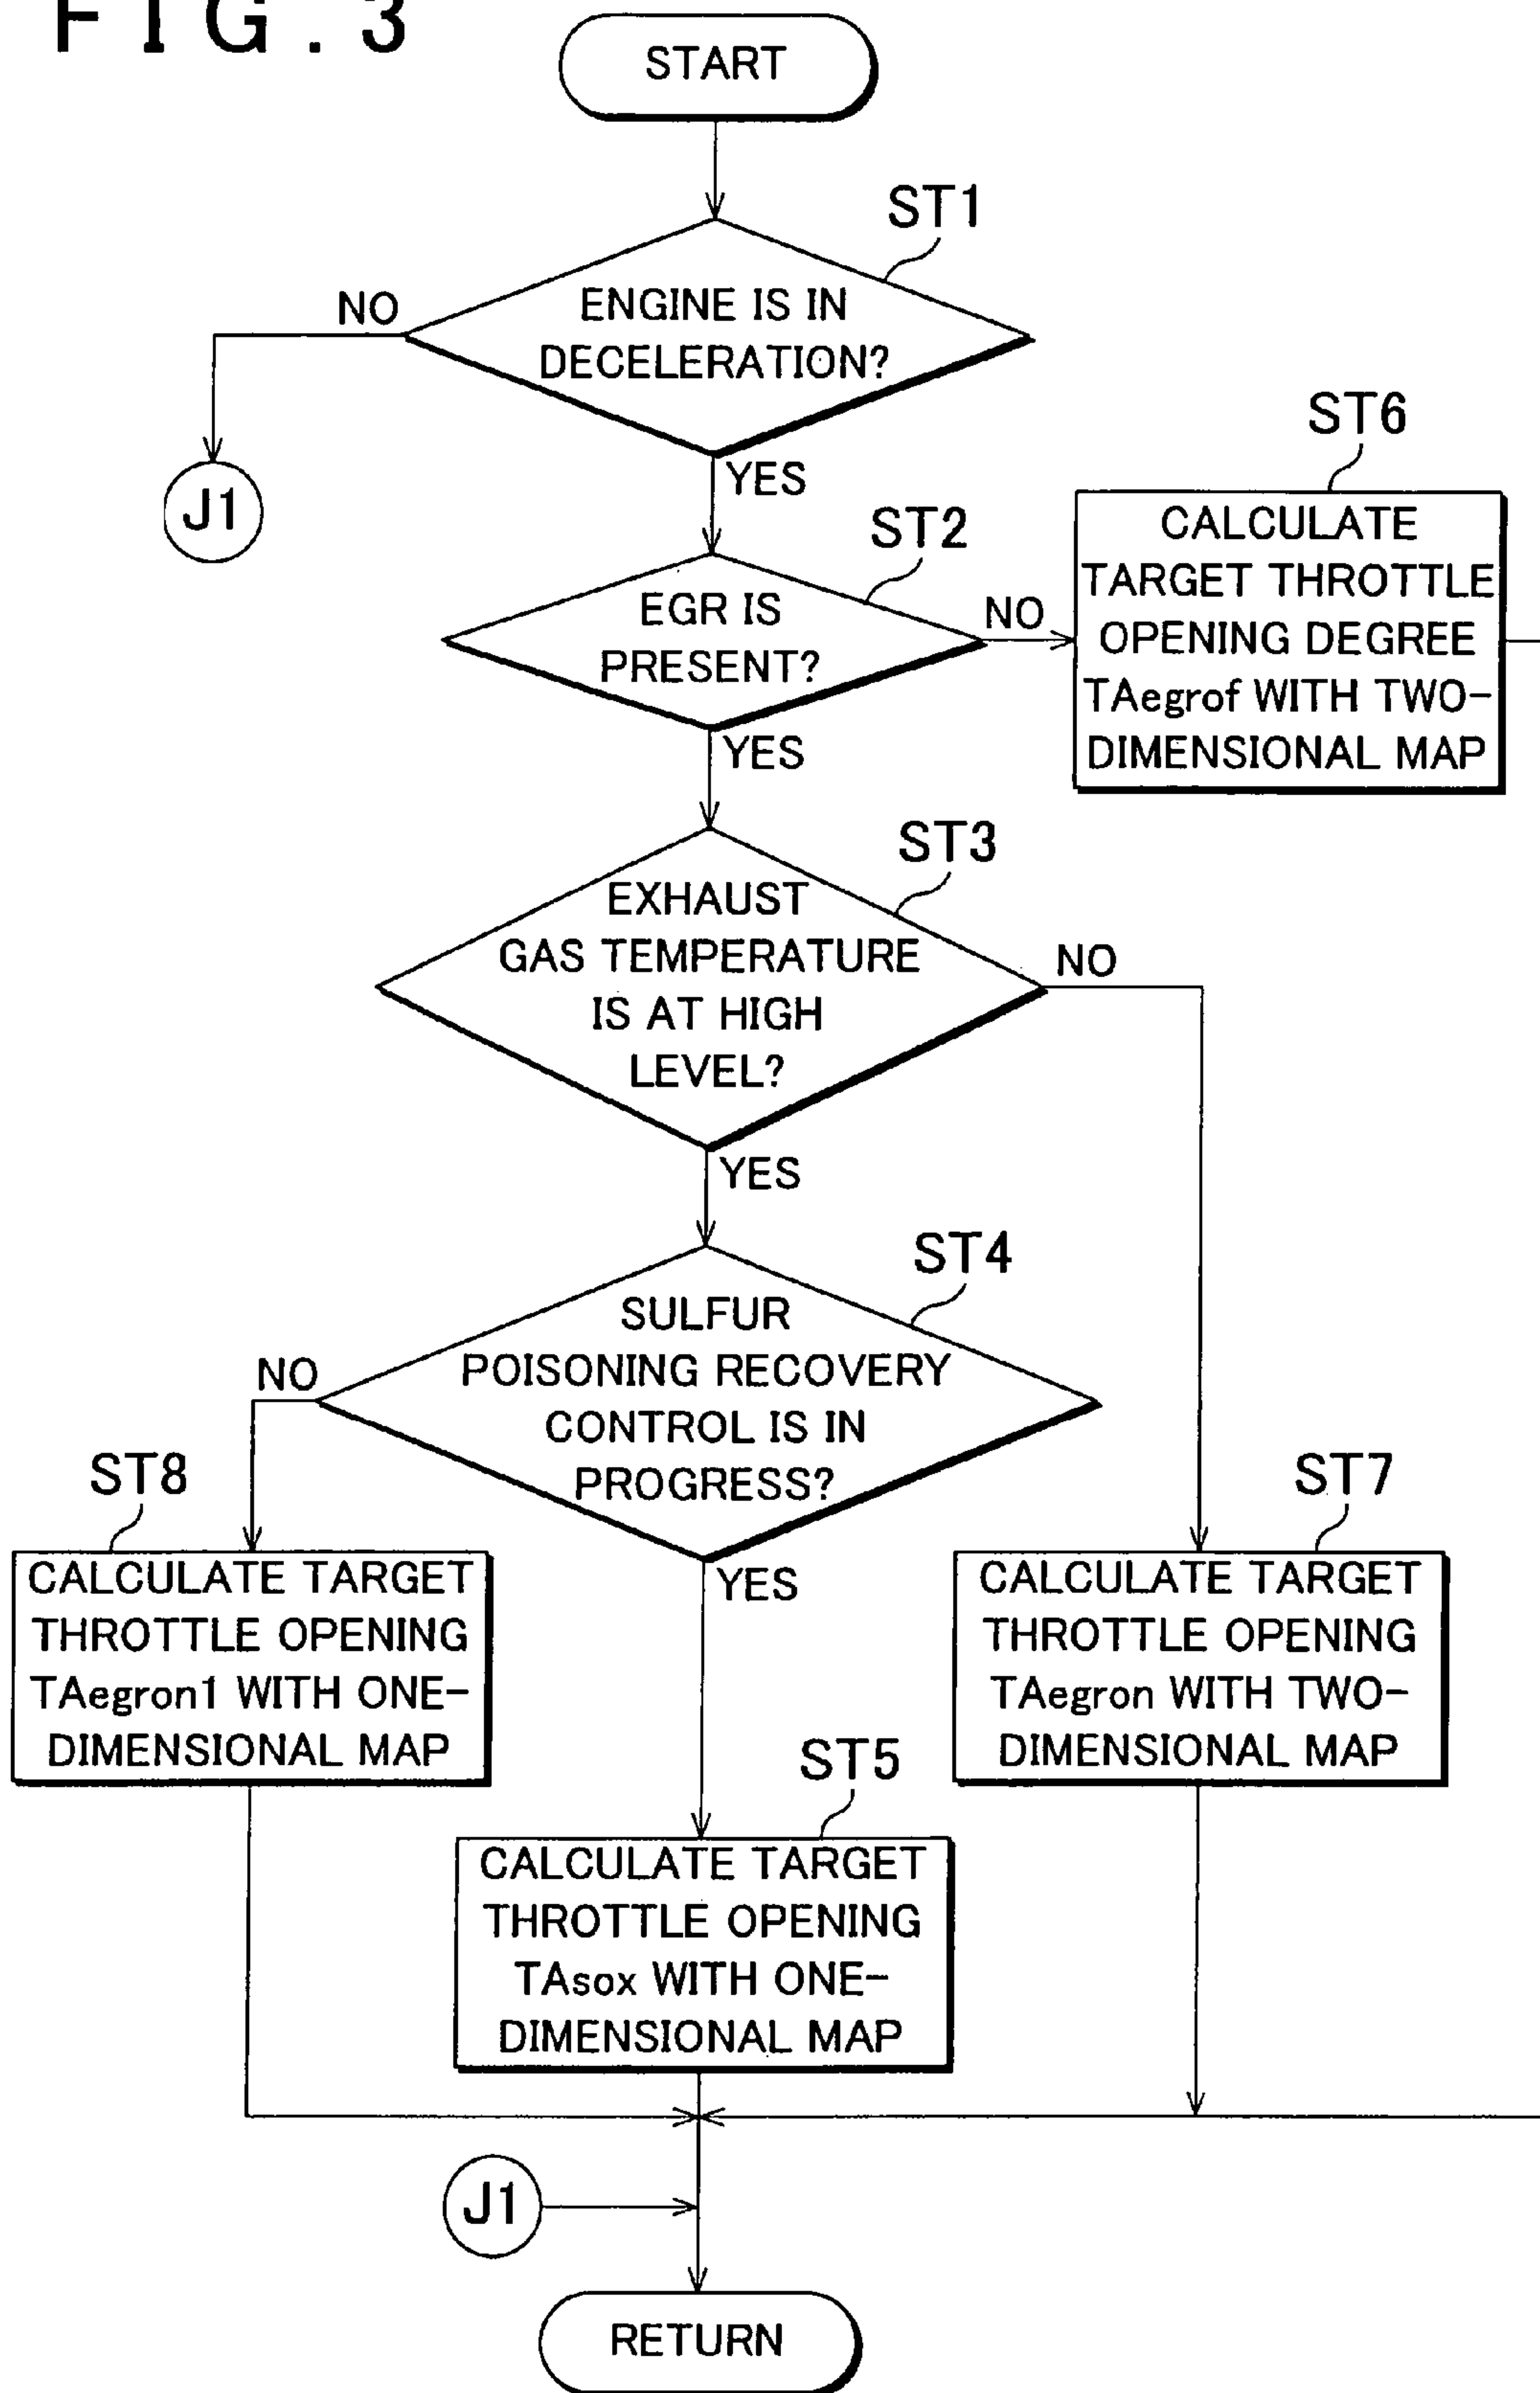 FIG.3
START
ST1
ENGINE IS IN
DECELERATION?
NO
J1
YES
ST2
EGR IS
PRESENT?
NO
ST6
CALCULATE
TARGET THROTTLE
OPENING DEGREE
TAegrof WITH TWO-
DIMENSIONAL MAP
YES
ST3
EXHAUST
GAS TEMPERATURE
IS AT HIGH
LEVEL?
NO
YES
ST4
SULFUR
POISONING RECOVERY
CONTROL IS IN
PROGRESS?
NO
YES
ST8
CALCULATE TARGET
THROTTLE OPENING
TAegron1 WITH ONE-
DIMENSIONAL MAP
ST7
CALCULATE TARGET
THROTTLE OPENING
TAegron WITH TWO-
DIMENSIONAL MAP
ST5
CALCULATE TARGET
THROTTLE OPENING
TAsox WITH ONE-
DIMENSIONAL MAP
J1
RETURN